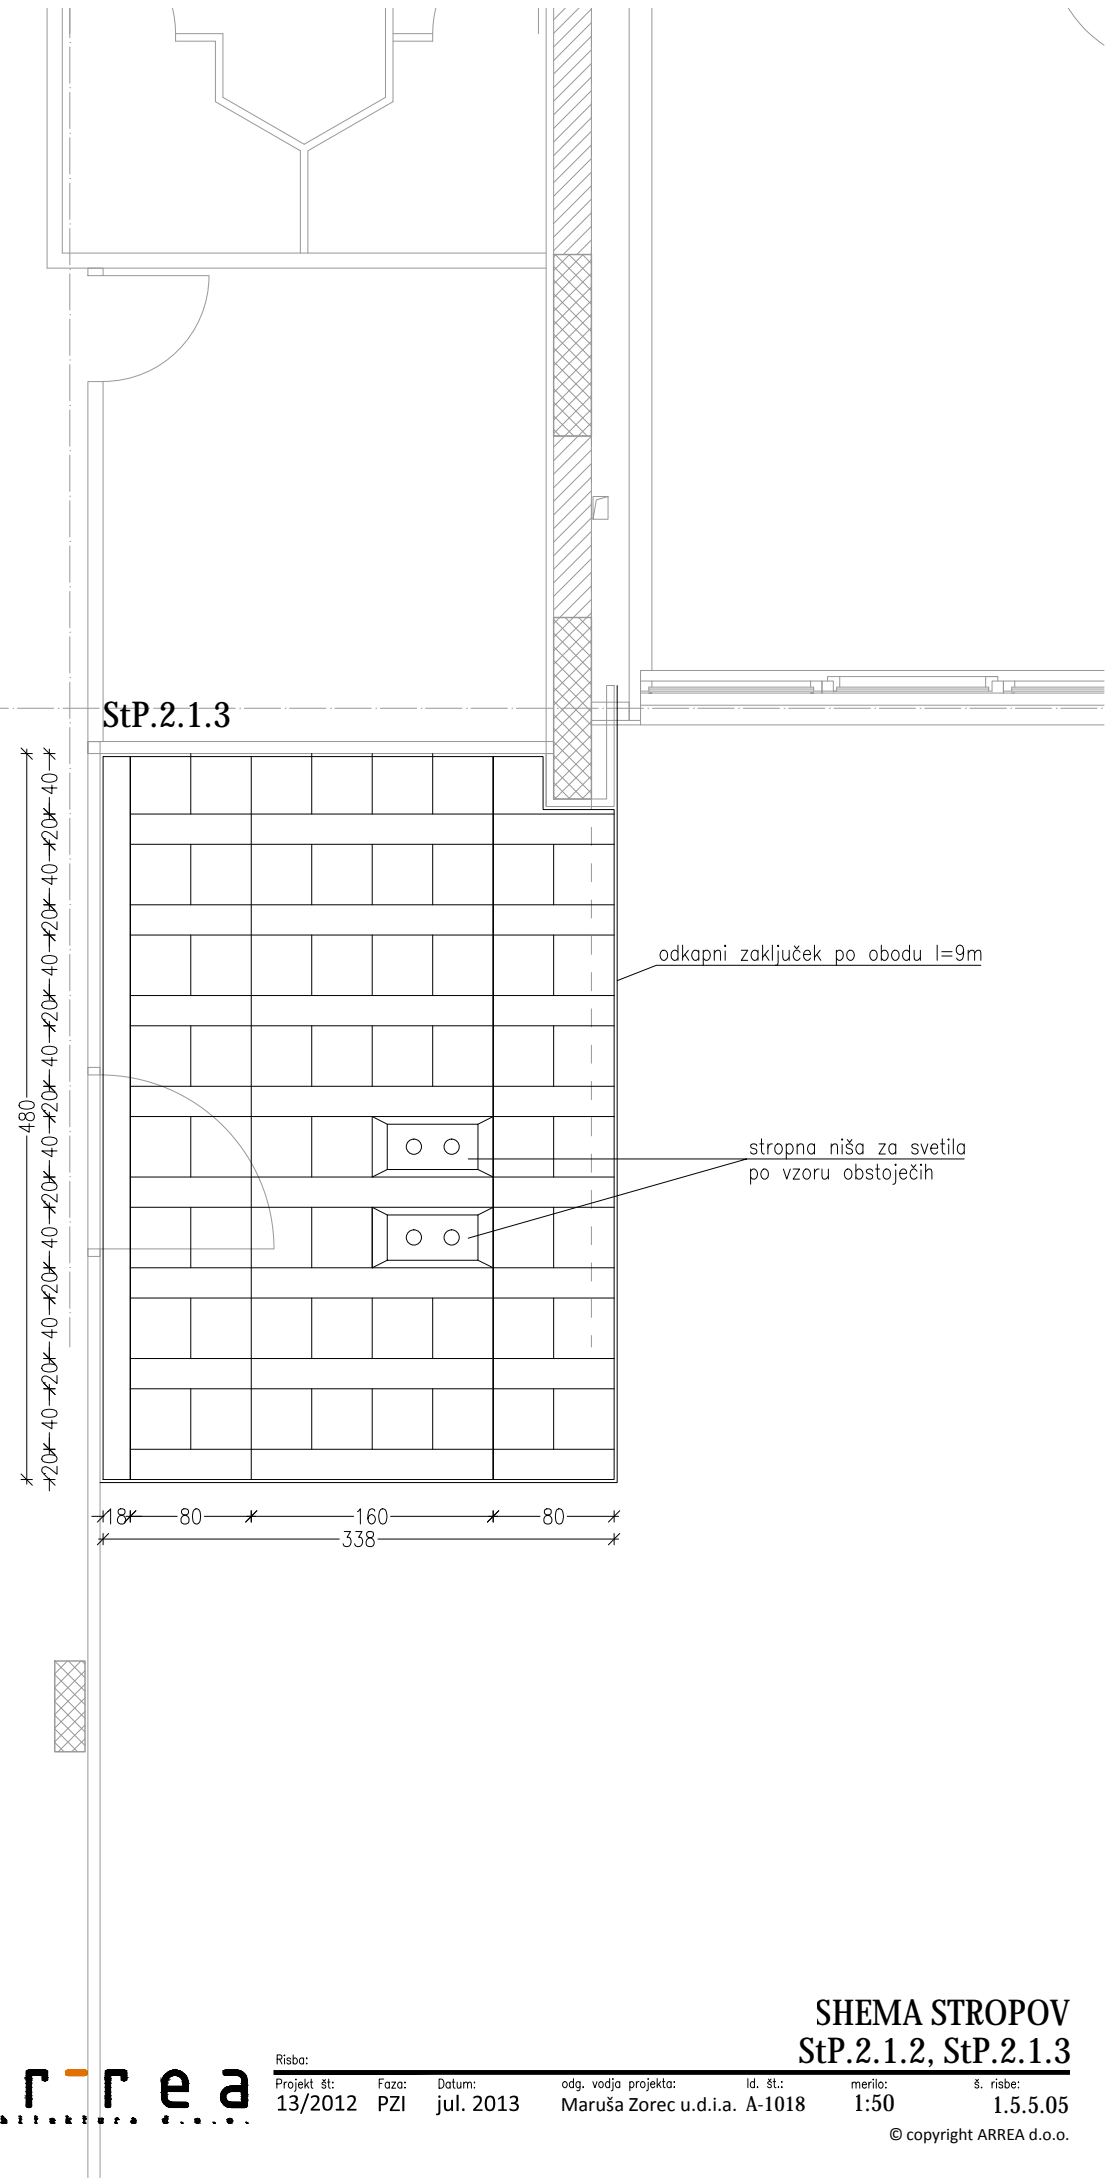 StP.2.1.3
40
20
40
20
40
20
40
20
40
20
40
20
40
20
40
20
480
odkapni zaključek po obodu l=9m
stropna niša za svetila
po vzoru obstoječih
18 80 160 80
338
SHEMA STROPOV
StP.2.1.2, StP.2.1.3
Risba:
Projekt št: Faza: Datum: odg. vodja projekta: Id. št.: merilo: š. risbe:
13/2012 PZI jul. 2013 Maruša Zorec u.d.i.a. A-1018 1:50 1.5.5.05
© copyright ARREA d.o.o.
r-rea